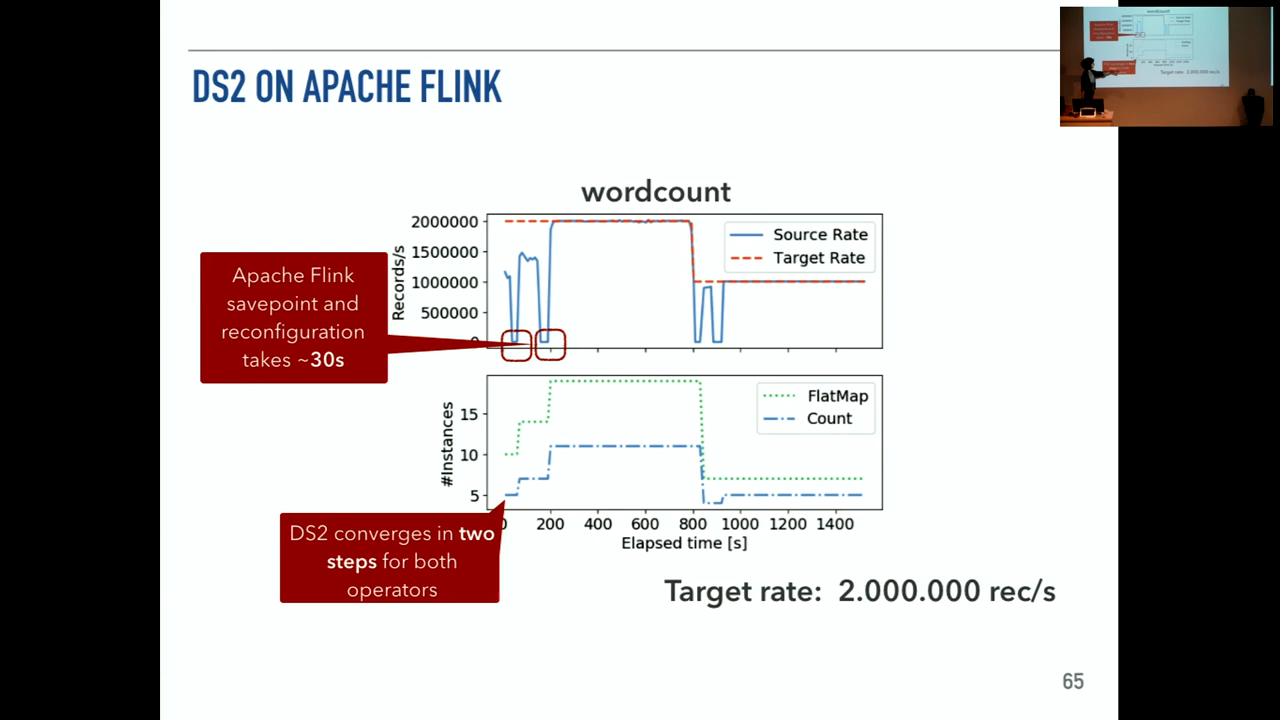 DS2 ON APACHE FLINK
wordcount
Records/s
2000000
1500000
1000000
500000
Source Rate
Target Rate
Apache Flink
savepoint and
reconfiguration
takes ~30s
#Instances
15
10
5
FlatMap
Count
0 200 400 600 800 1000 1200 1400
Elapsed time [s]
DS2 converges in two
steps for both
operators
Target rate: 2.000.000 rec/s
65